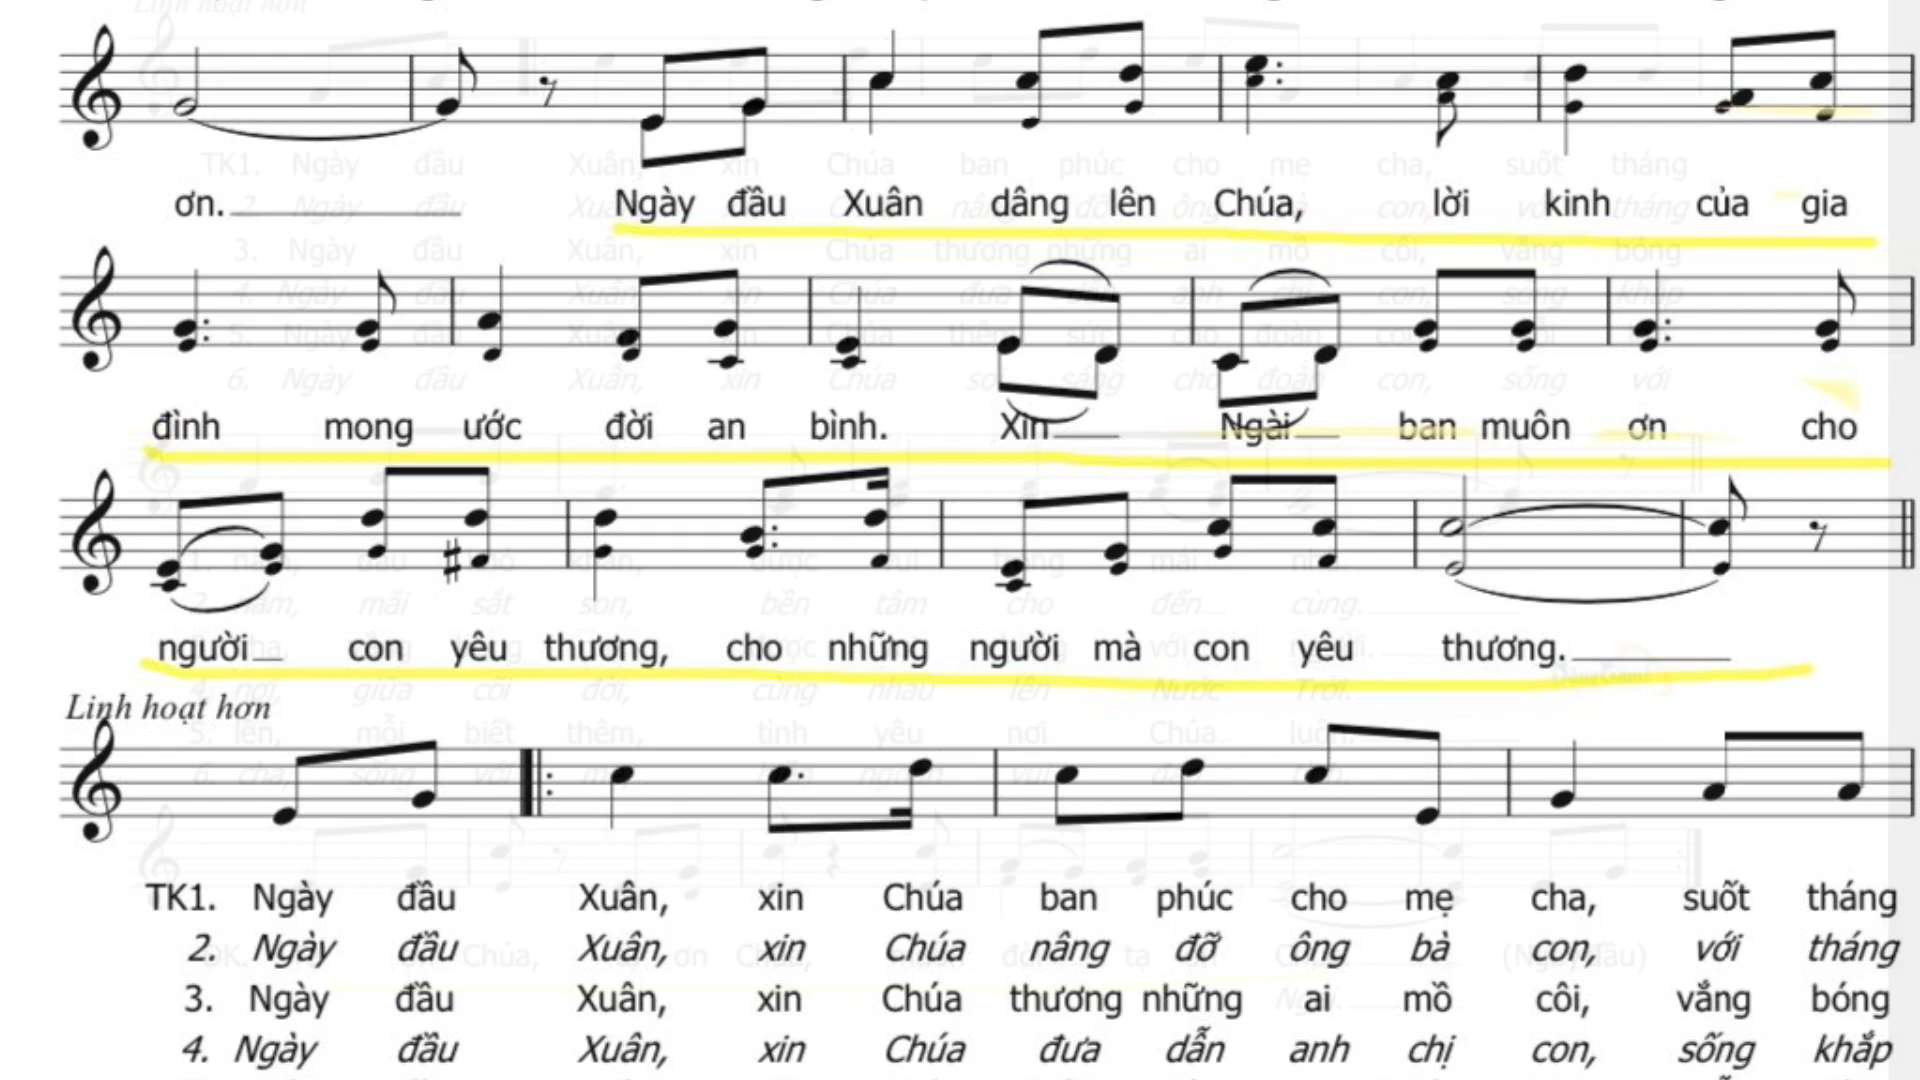 ơn. Ngày đầu Xuân dâng lên Chúa, lời kinh của gia
đình mong ước đời an bình. Xin Ngài ban muôn ơn cho
người con yêu thương, cho những người mà con yêu thương.
Linh hoạt hơn
TK1. Ngày đầu Xuân, xin Chúa ban phúc cho mẹ cha, suốt tháng
2. Ngày đầu Xuân, xin Chúa nâng đỡ ông bà con, với tháng
3. Ngày đầu Xuân, xin Chúa thương những ai mồ côi, vắng bóng
4. Ngày đầu Xuân, xin Chúa đưa dẫn anh chị con, sống khắp